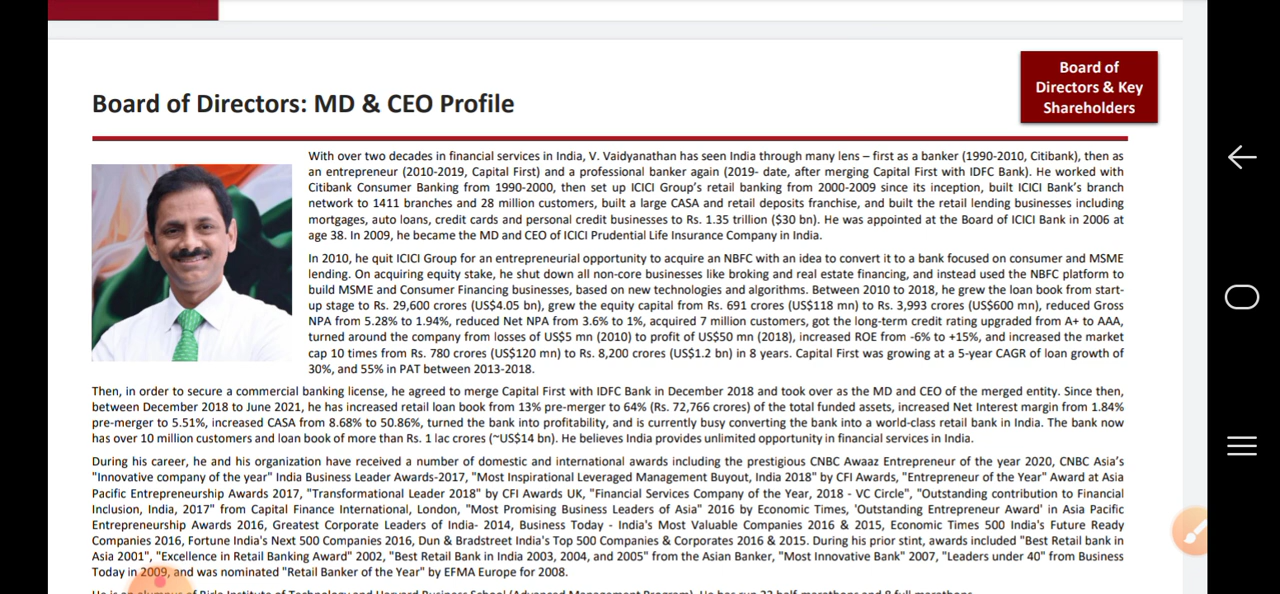 Board of
Directors & Key
Shareholders
Board of Directors: MD & CEO Profile
With over two decades in financial services in India, V. Vaidyanathan has seen India through many lens – first as a banker (1990-2010, Citibank), then as
an entrepreneur (2010-2019, Capital First) and a professional banker again (2019- date, after merging Capital First with IDFC Bank). He worked with
Citibank Consumer Banking from 1990-2000, then set up ICICI Group's retail banking from 2000-2009 since its inception, built ICICI Bank's branch
network to 1411 branches and 28 million customers, built a large CASA and retail deposits franchise, and built the retail lending businesses including
mortgages, auto loans, credit cards and personal credit businesses to Rs. 1.35 trillion ($30 bn). He was appointed at the Board of ICICI Bank in 2006 at
age 38. In 2009, he became the MD and CEO of ICICI Prudential Life Insurance Company in India.
In 2010, he quit ICICI Group for an entrepreneurial opportunity to acquire an NBFC with an idea to convert it to a bank focused on consumer and MSME
lending. On acquiring equity stake, he shut down all non-core businesses like broking and real estate financing, and instead used the NBFC platform to
build MSME and Consumer Financing businesses, based on new technologies and algorithms. Between 2010 to 2018, he grew the loan book from start-
up stage to Rs. 29,600 crores (US$4.05 bn), grew the equity capital from Rs. 691 crores (US$118 mn) to Rs. 3,993 crores (US$600 mn), reduced Gross
NPA from 5.28% to 1.94%, reduced Net NPA from 3.6% to 1%, acquired 7 million customers, got the long-term credit rating upgraded from A+ to AAA,
turned around the company from losses of US$5 mn (2010) to profit of US$50 mn (2018), increased ROE from -6% to +15%, and increased the market
cap 10 times from Rs. 780 crores (US$120 mn) to Rs. 8,200 crores (US$1.2 bn) in 8 years. Capital First was growing at a 5-year CAGR of loan growth of
30%, and 55% in PAT between 2013-2018.
Then, in order to secure a commercial banking license, he agreed to merge Capital First with IDFC Bank in December 2018 and took over as the MD and CEO of the merged entity. Since then,
between December 2018 to June 2021, he has increased retail loan book from 13% pre-merger to 64% (Rs. 72,766 crores) of the total funded assets, increased Net Interest margin from 1.84%
pre-merger to 5.51%, increased CASA from 8.68% to 50.86%, turned the bank into profitability, and is currently busy converting the bank into a world-class retail bank in India. The bank now
has over 10 million customers and loan book of more than Rs. 1 lac crores (~US$14 bn). He believes India provides unlimited opportunity in financial services in India.
During his career, he and his organization have received a number of domestic and international awards including the prestigious CNBC Awaaz Entrepreneur of the year 2020, CNBC Asia's
"Innovative company of the year" India Business Leader Awards-2017, "Most Inspirational Leveraged Management Buyout, India 2018" by CFI Awards, "Entrepreneur of the Year" Award at Asia
Pacific Entrepreneurship Awards 2017, "Transformational Leader 2018" by CFI Awards UK, "Financial Services Company of the Year, 2018 - VC Circle", "Outstanding contribution to Financial
Inclusion, India, 2017" from Capital Finance International, London, "Most Promising Business Leaders of Asia" 2016 by Economic Times, 'Outstanding Entrepreneur Award' in Asia Pacific
Entrepreneurship Awards 2016, Greatest Corporate Leaders of India- 2014, Business Today - India's Most Valuable Companies 2016 & 2015, Economic Times 500 India's Future Ready
Companies 2016, Fortune India's Next 500 Companies 2016, Dun & Bradstreet India's Top 500 Companies & Corporates 2016 & 2015. During his prior stint, awards included "Best Retail bank in
Asia 2001", "Excellence in Retail Banking Award" 2002, "Best Retail Bank in India 2003, 2004, and 2005" from the Asian Banker, "Most Innovative Bank" 2007, "Leaders under 40" from Business
Today in 2009, and was nominated "Retail Banker of the Year" by EFMA Europe for 2008.
He is an alumnus of Birla Institute of Technology and Harvard Business School (Advanced Management Program). He has run 23 half-marathons and 8 full marathons.